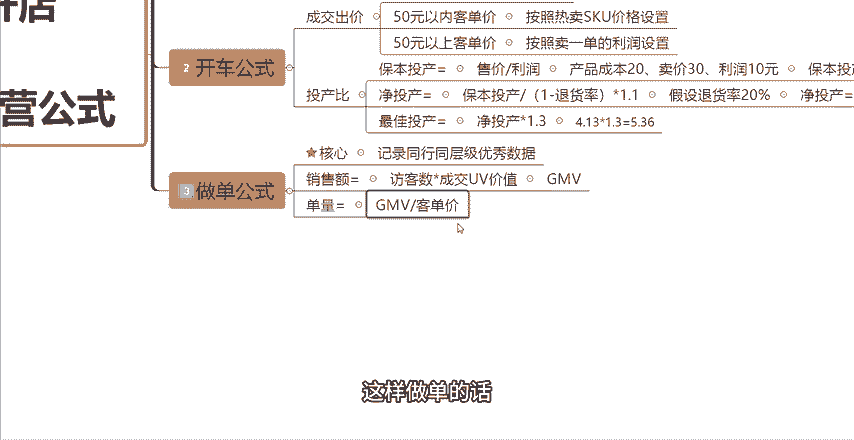 开店
成交出价 50元以内客单价 按照热卖SKU价格设置
50元以上客单价 按照卖一单的利润设置
2 开车公式
保本投产= 售价/利润 产品成本20、卖价30、利润10元 保本投
营公式
投产比 净投产= 保本投产/（1-退货率）*1.1 假设退货率20% 净投产=
最佳投产= 净投产*1.3 4.13*1.3=5.36
核心 记录同行同层级优秀数据
3 做单公式
销售额= 访客数*成交UV价值 GMV
单量= GMV/客单价
这样做单的话